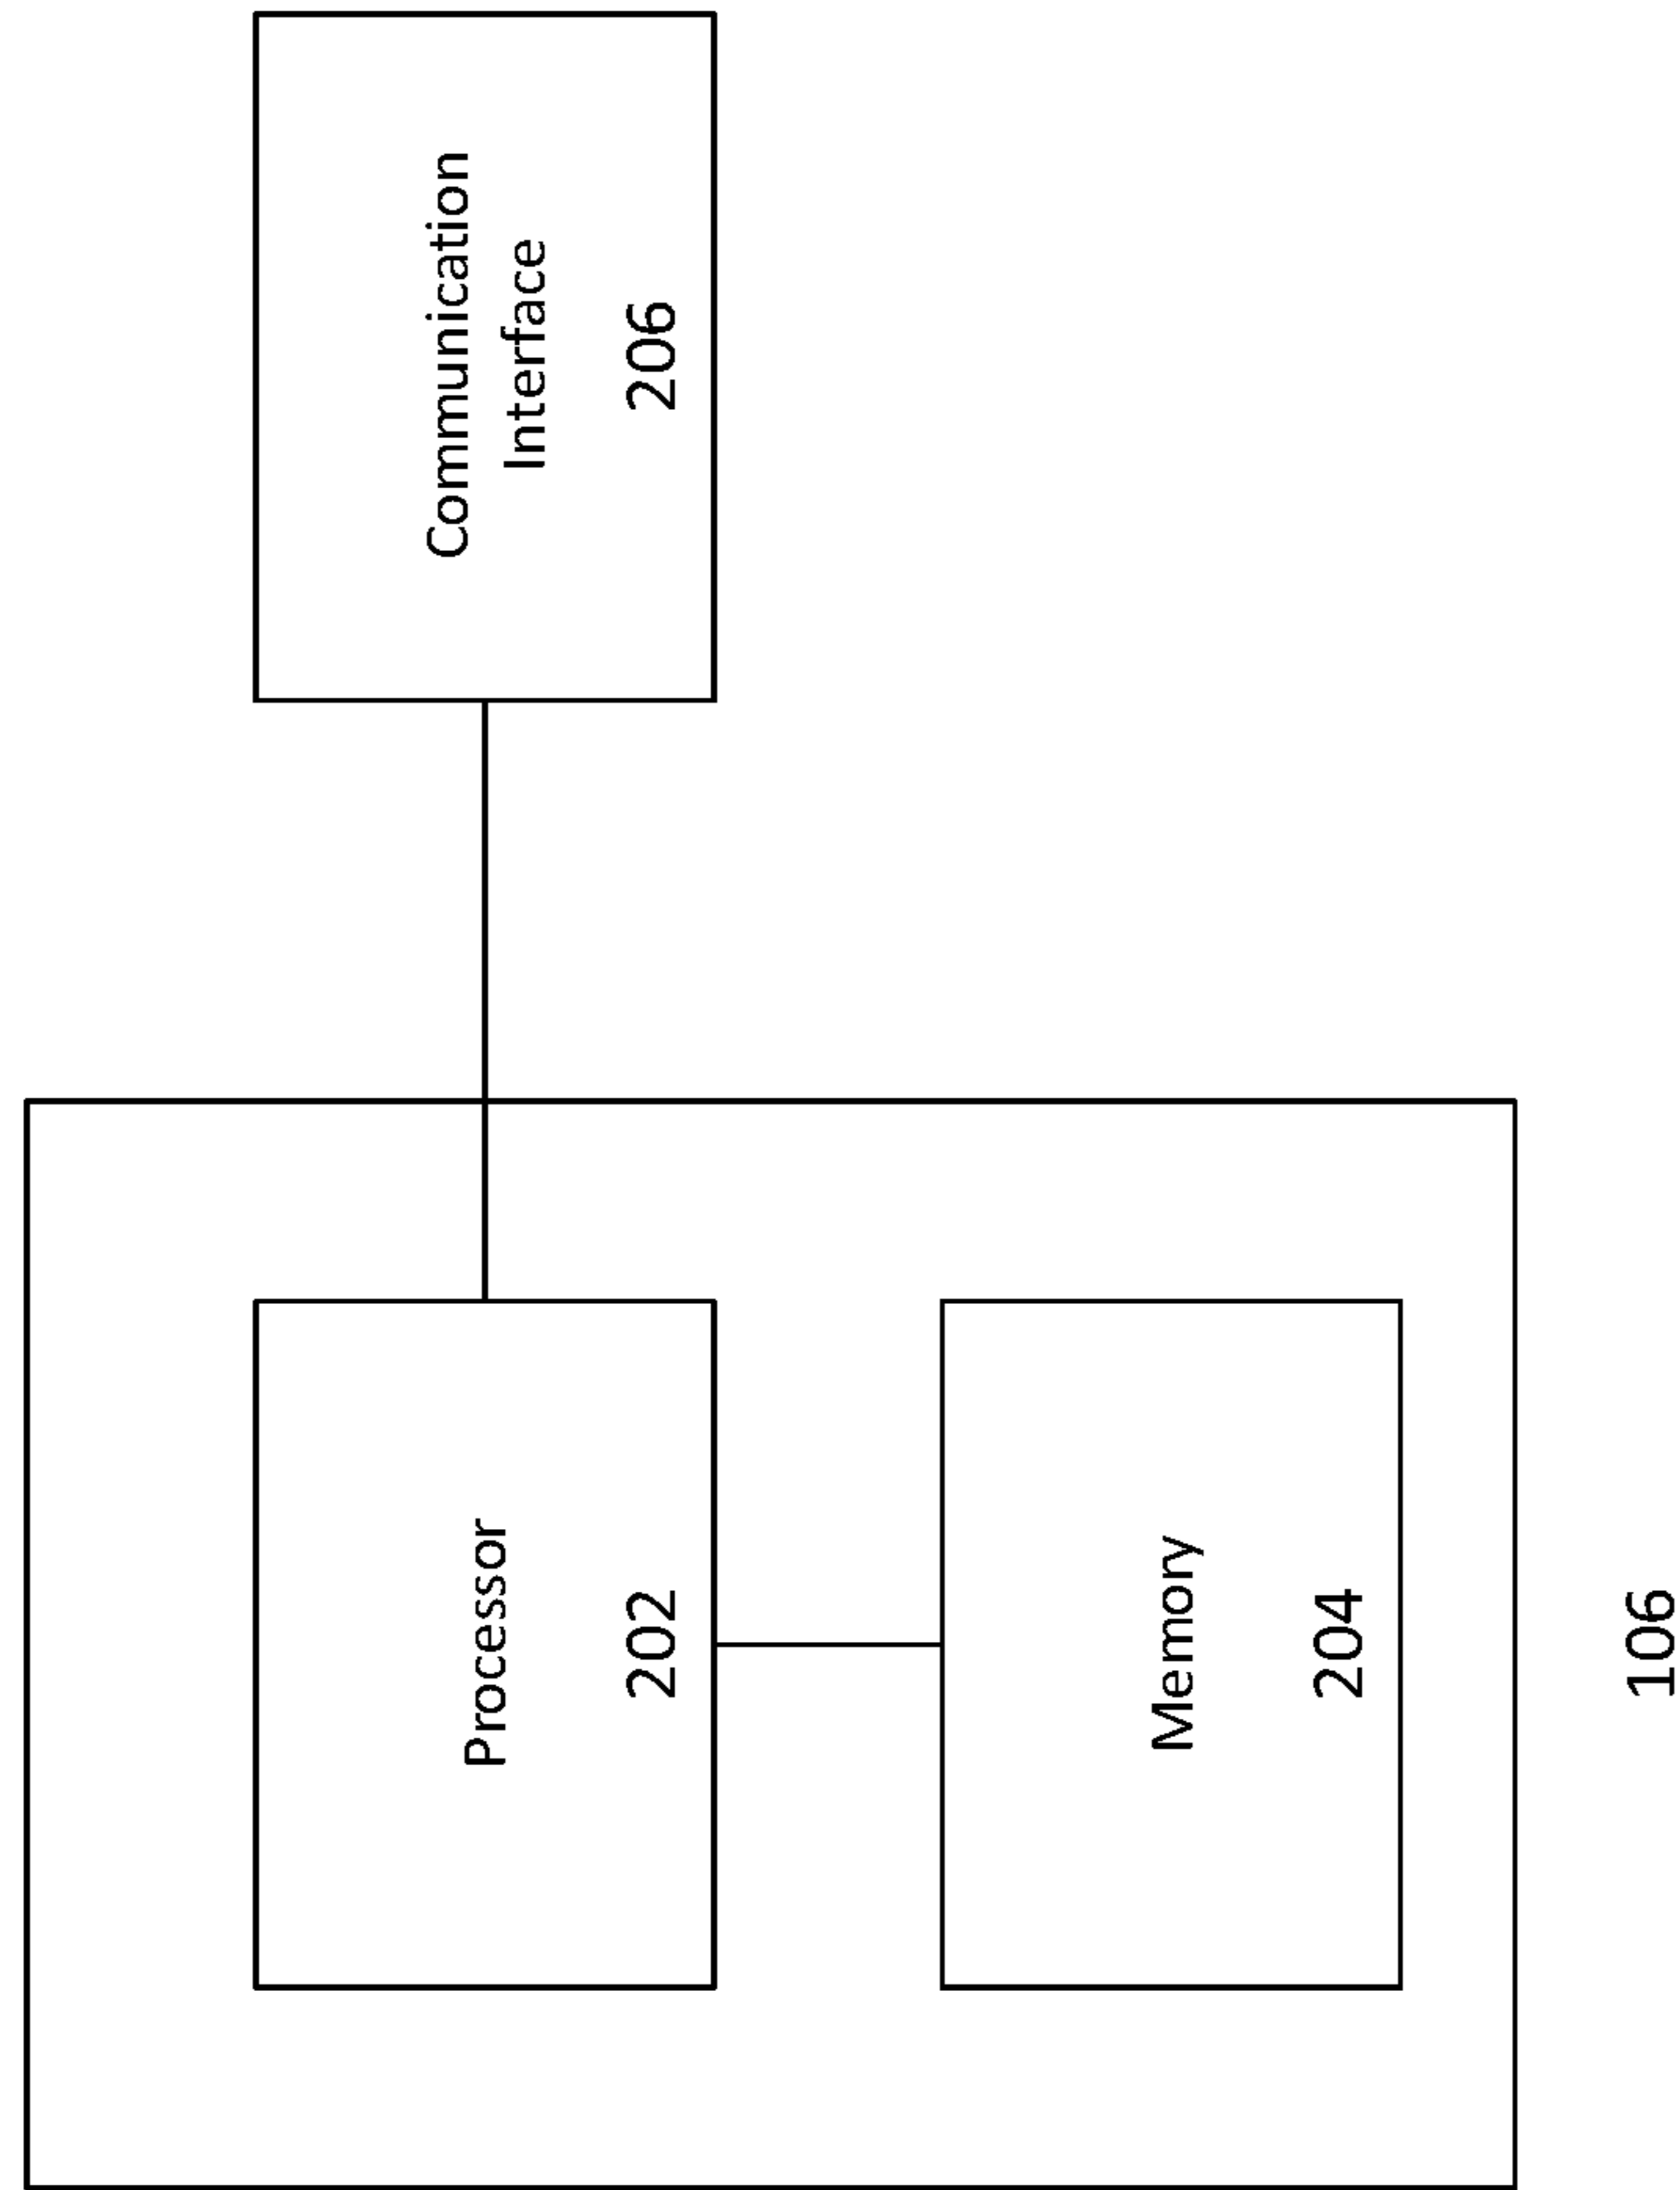 Processor
202
Communication
Interface
206
Memory
204
106